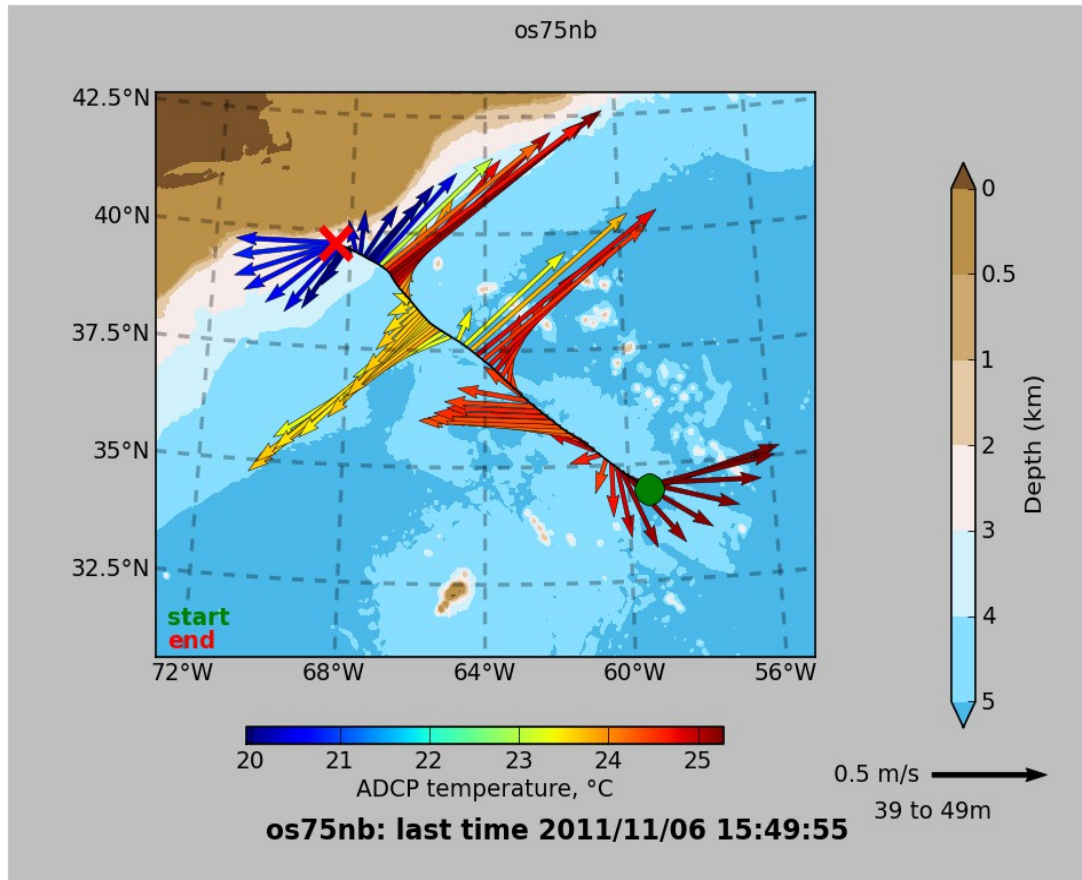 os75nb
42.5°N
40°N
37.5°N
35°N
32.5°N
start
end
72°W 68°W 64°W 60°W 56°W
0
0.5
1
2
3
4
5
Depth (km)
20 21 22 23 24 25
ADCP temperature, °C
0.5 m/s
39 to 49m
os75nb: last time 2011/11/06 15:49:55